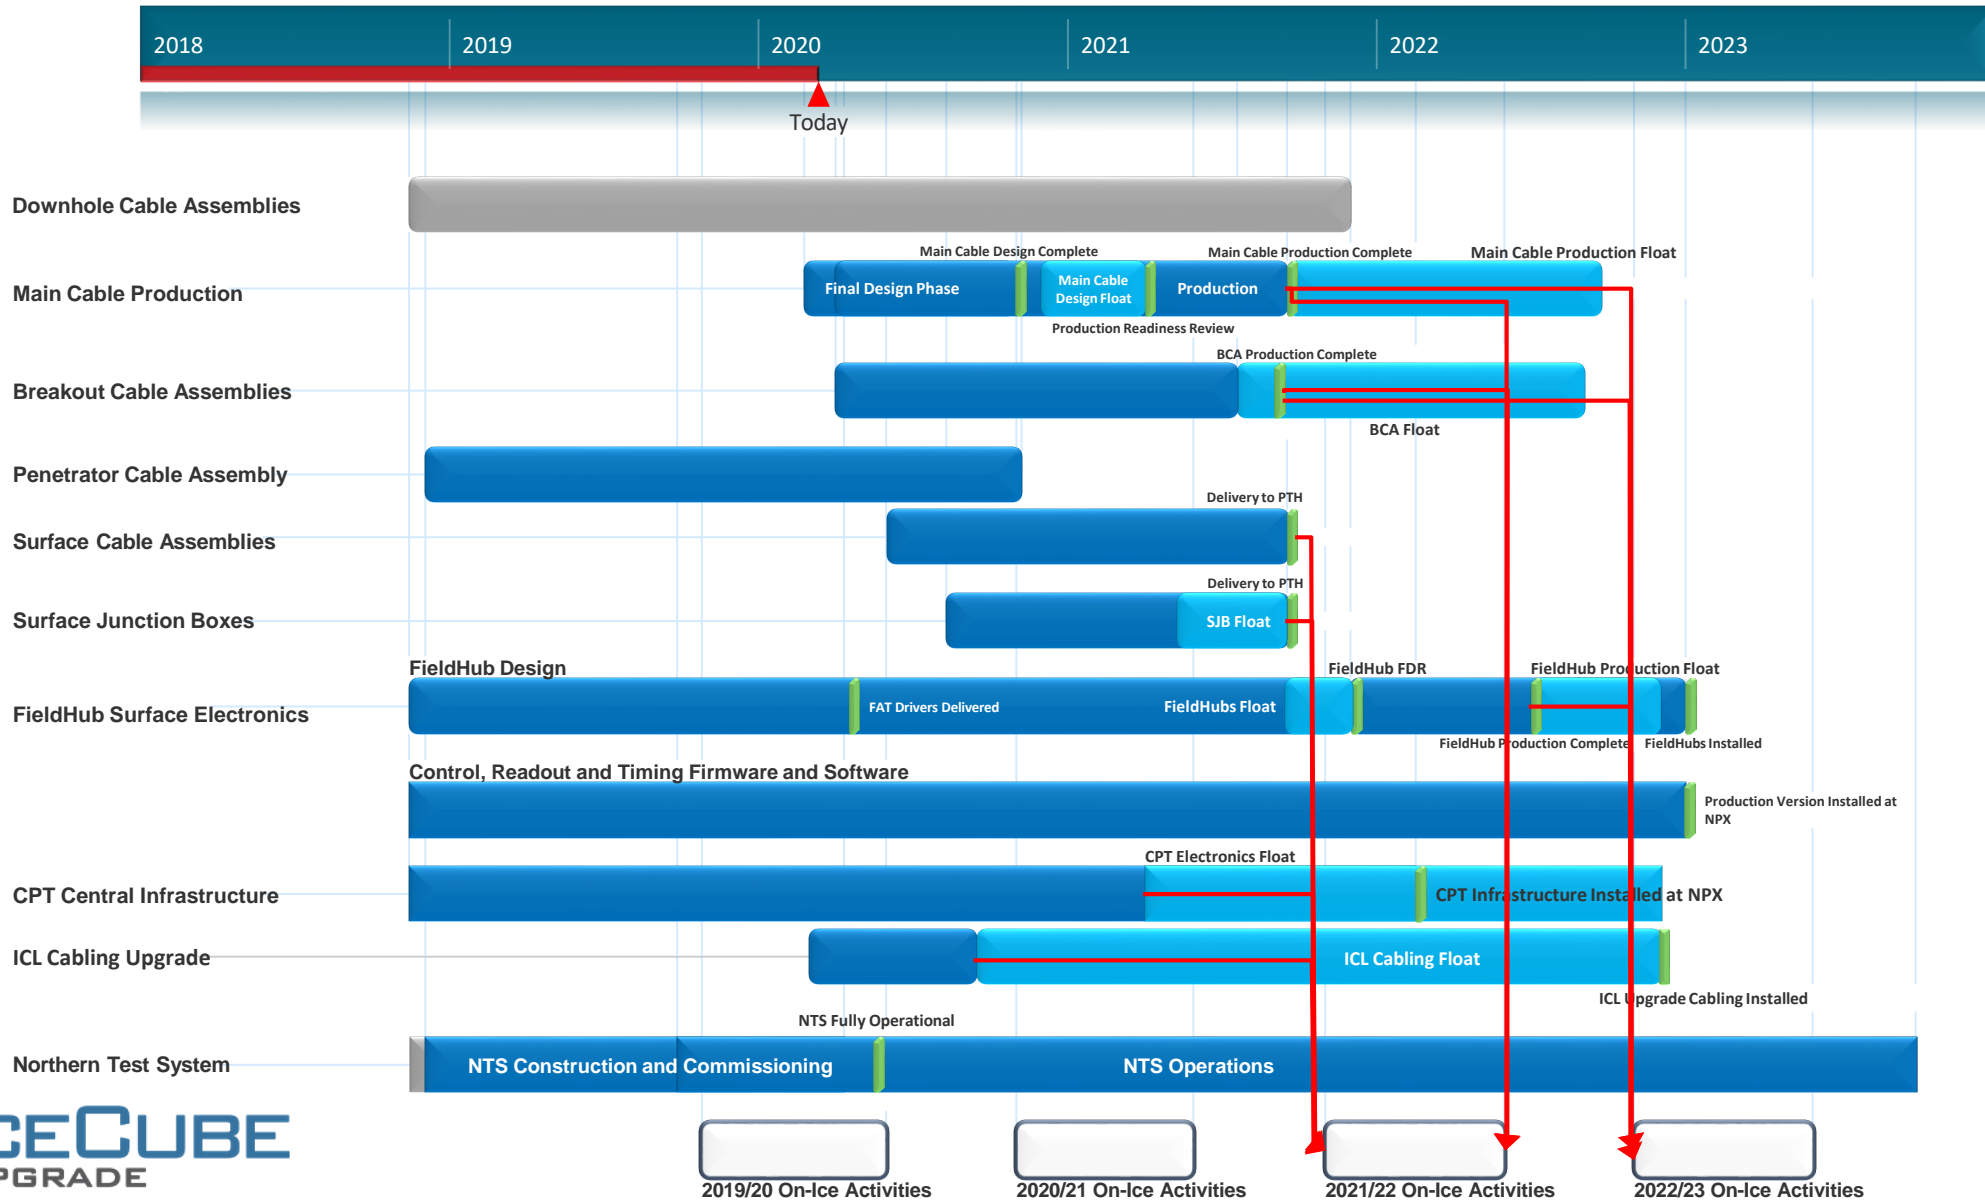 2018 2019 2020 2021 2022 2023
Today
Downhole Cable Assemblies
Main Cable Design Complete
Main Cable Production Complete
Main Cable Production Float
Main Cable Production
Final Design Phase
Main Cable
Design Float
Production
Production Readiness Review
BCA Production Complete
Breakout Cable Assemblies
BCA Float
Penetrator Cable Assembly
Delivery to PTH
Surface Cable Assemblies
Delivery to PTH
Surface Junction Boxes
SJB Float
FieldHub Design
FieldHub FDR
FieldHub Production Float
FieldHub Surface Electronics
FAT Drivers Delivered
FieldHubs Float
FieldHub Production Complete
FieldHubs Installed
Control, Readout and Timing Firmware and Software
Production Version Installed at
NPX
CPT Electronics Float
CPT Central Infrastructure
CPT Infrastructure Installed at NPX
ICL Cabling Upgrade
ICL Cabling Float
ICL Upgrade Cabling Installed
NTS Fully Operational
Northern Test System
NTS Construction and Commissioning
NTS Operations
CECUBE
PGRADE
2019/20 On-Ice Activities
2020/21 On-Ice Activities
2021/22 On-Ice Activities
2022/23 On-Ice Activities